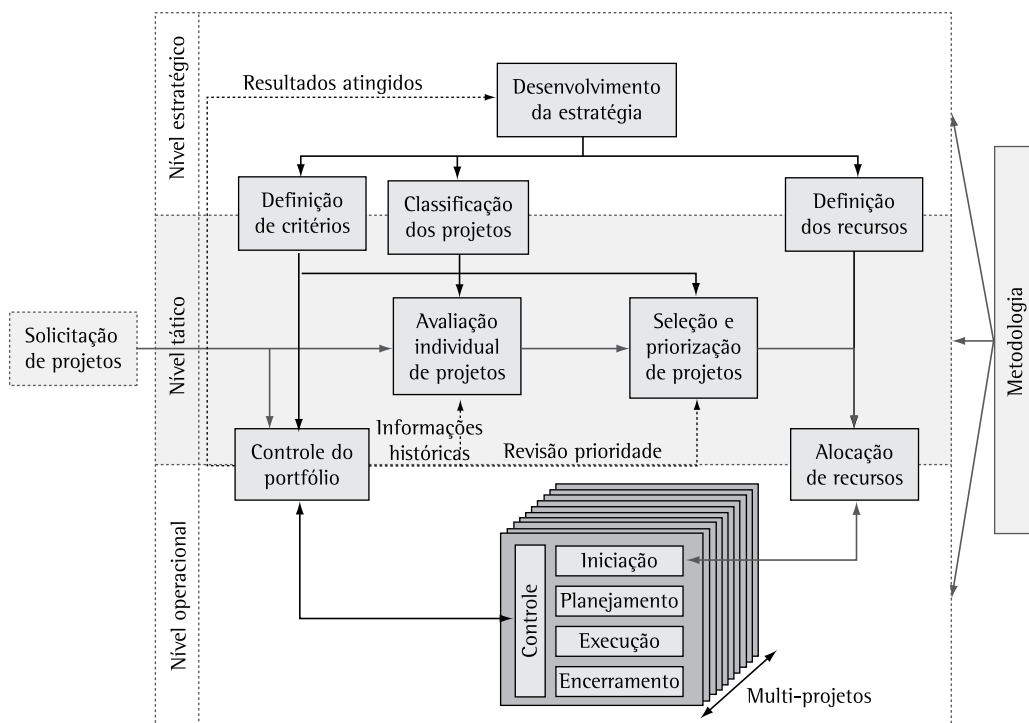 Nível estratégico
Resultados atingidos
Desenvolvimento
da estratégia
Definição
de critérios
Classificação
dos projetos
Definição
dos recursos
Nível tático
Solicitação
de projetos
Avaliação
individual
de projetos
Seleção e
priorização
de projetos
Metodologia
Informações
históricas
Revisão prioridade
Controle do
portfólio
Alocação
de recursos
Nível operacional
Controle
Iniciação
Planejamento
Execução
Encerramento
Multi-projetos